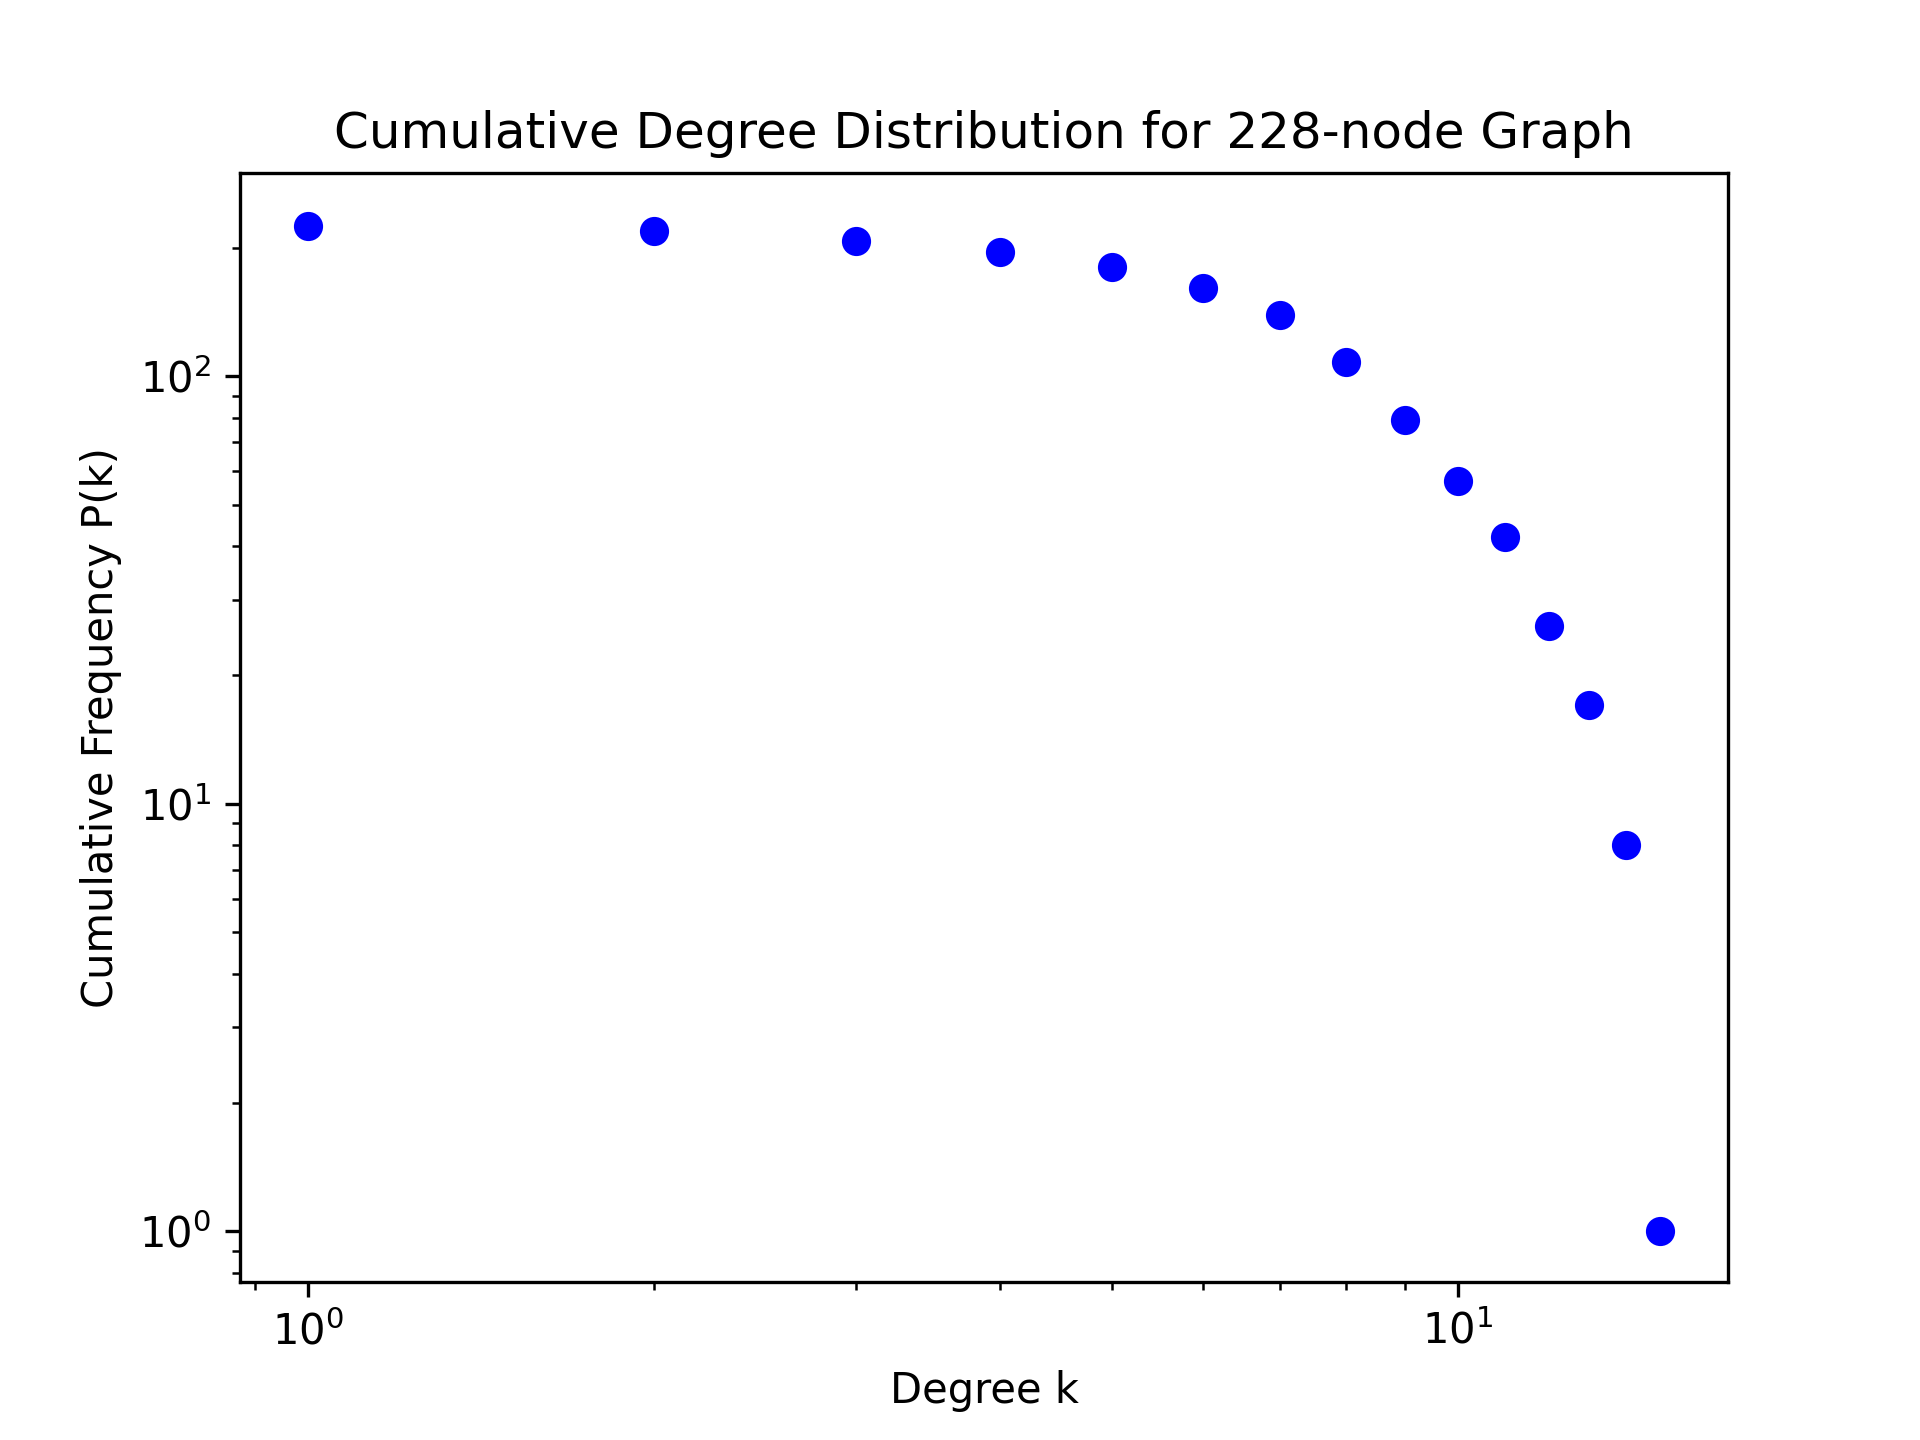 Cumulative Degree Distribution for 228-node Graph
Cumulative Frequency P(k)
10²
10¹
10⁰
10⁰
10¹
Degree k